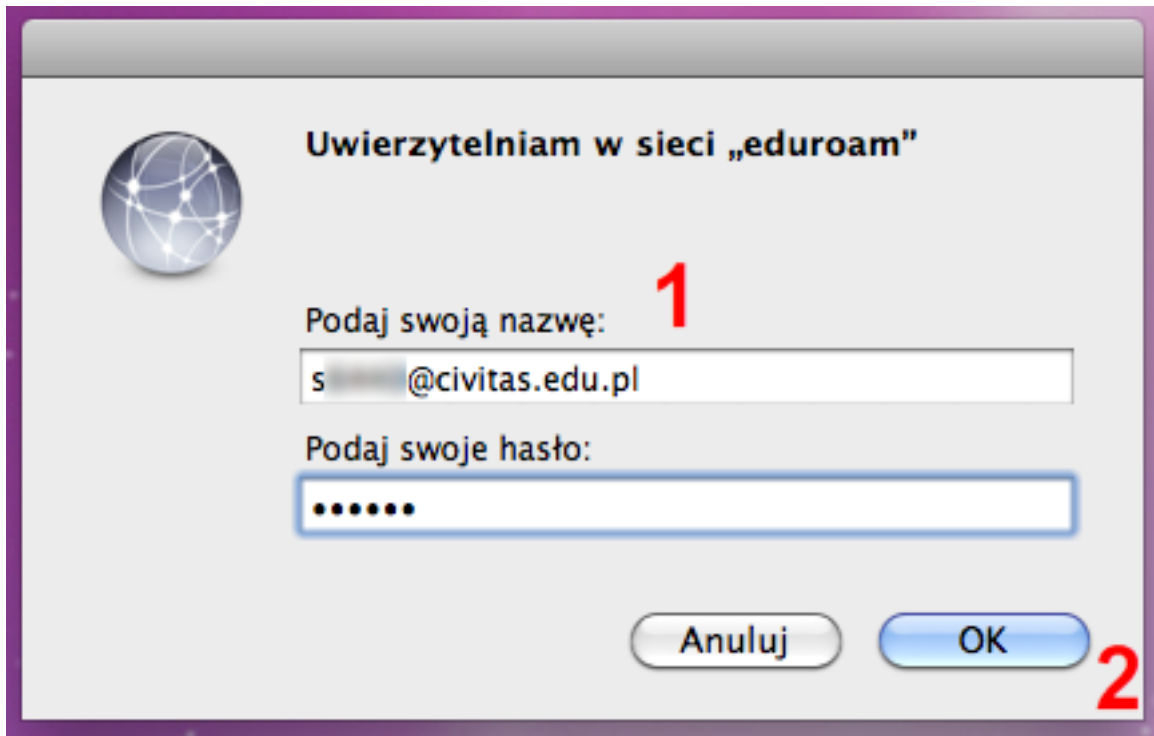 Uwierzytelniam w sieci „eduroam”
1
Podaj swoją nazwę:
s @civitas.edu.pl
Podaj swoje hasło:
••••••
Anuluj
OK
2